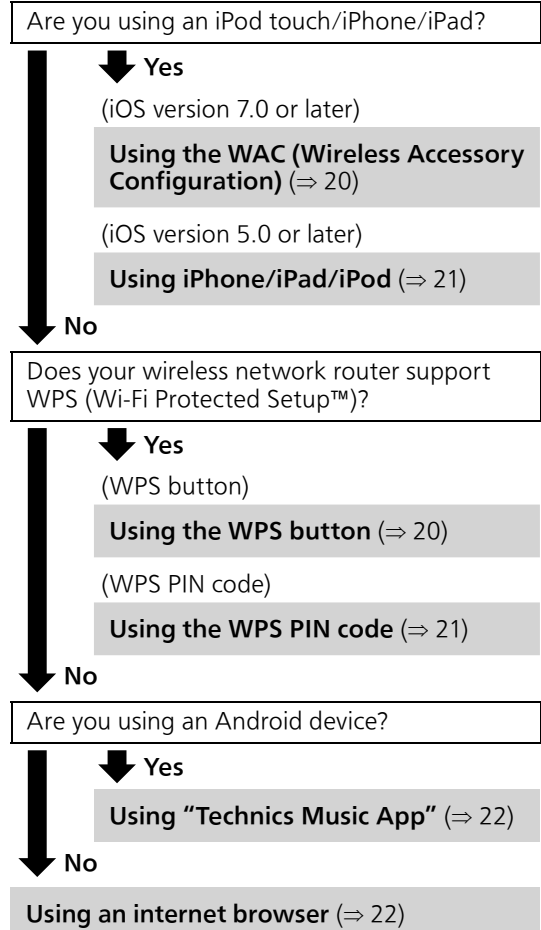 Are you using an iPod touch/iPhone/iPad?
Yes
(iOS version 7.0 or later)
Using the WAC (Wireless Accessory
Configuration) (⇒ 20)
(iOS version 5.0 or later)
Using iPhone/iPad/iPod (⇒ 21)
No
Does your wireless network router support
WPS (Wi-Fi Protected Setup™)?
Yes
(WPS button)
Using the WPS button (⇒ 20)
(WPS PIN code)
Using the WPS PIN code (⇒ 21)
No
Are you using an Android device?
Yes
Using “Technics Music App” (⇒ 22)
No
Using an internet browser (⇒ 22)